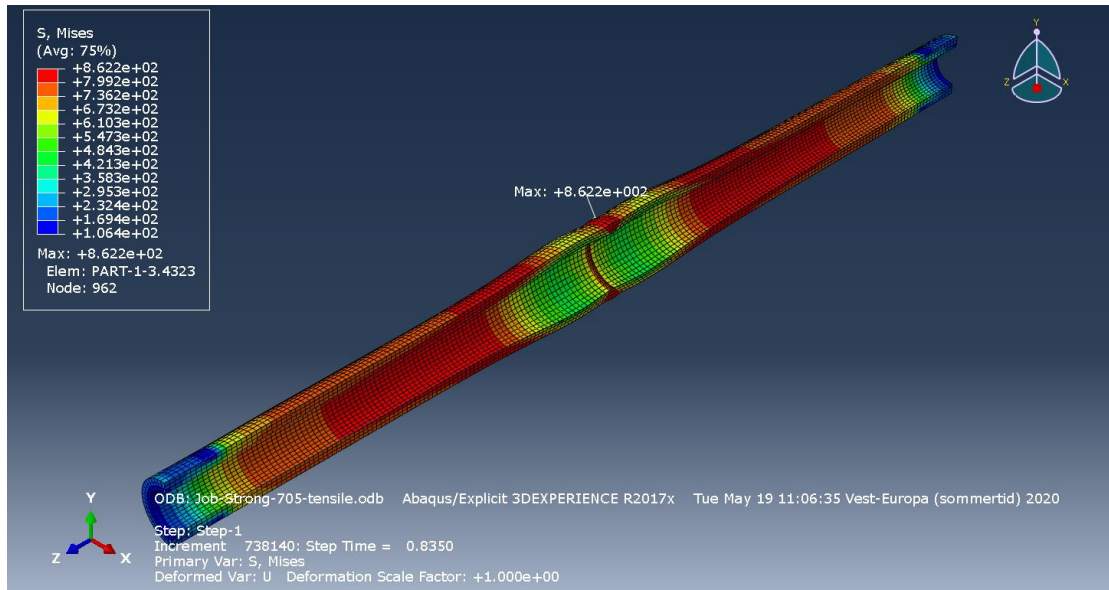 S, Mises
(Avg: 75%)
+8.622e+02
+7.992e+02
+7.362e+02
+6.732e+02
+6.103e+02
+5.473e+02
+4.843e+02
+4.213e+02
+3.583e+02
+2.953e+02
+2.324e+02
+1.694e+02
+1.064e+02
Max: +8.622e+02
Elem: PART-1-3.4323
Node: 962
Y
Z
X
Max: +8.622e+002
Y
Z
X
ODB: Job-Strong-705-tensile.odb Abaqus/Explicit 3DEXPERIENCE R2017x Tue May 19 11:06:35 Vest-Europa (sommertid) 2020
Step: Step-1
Increment 738140: Step Time = 0.8350
Primary Var: S, Mises
Deformed Var: U Deformation Scale Factor: +1.000e+00